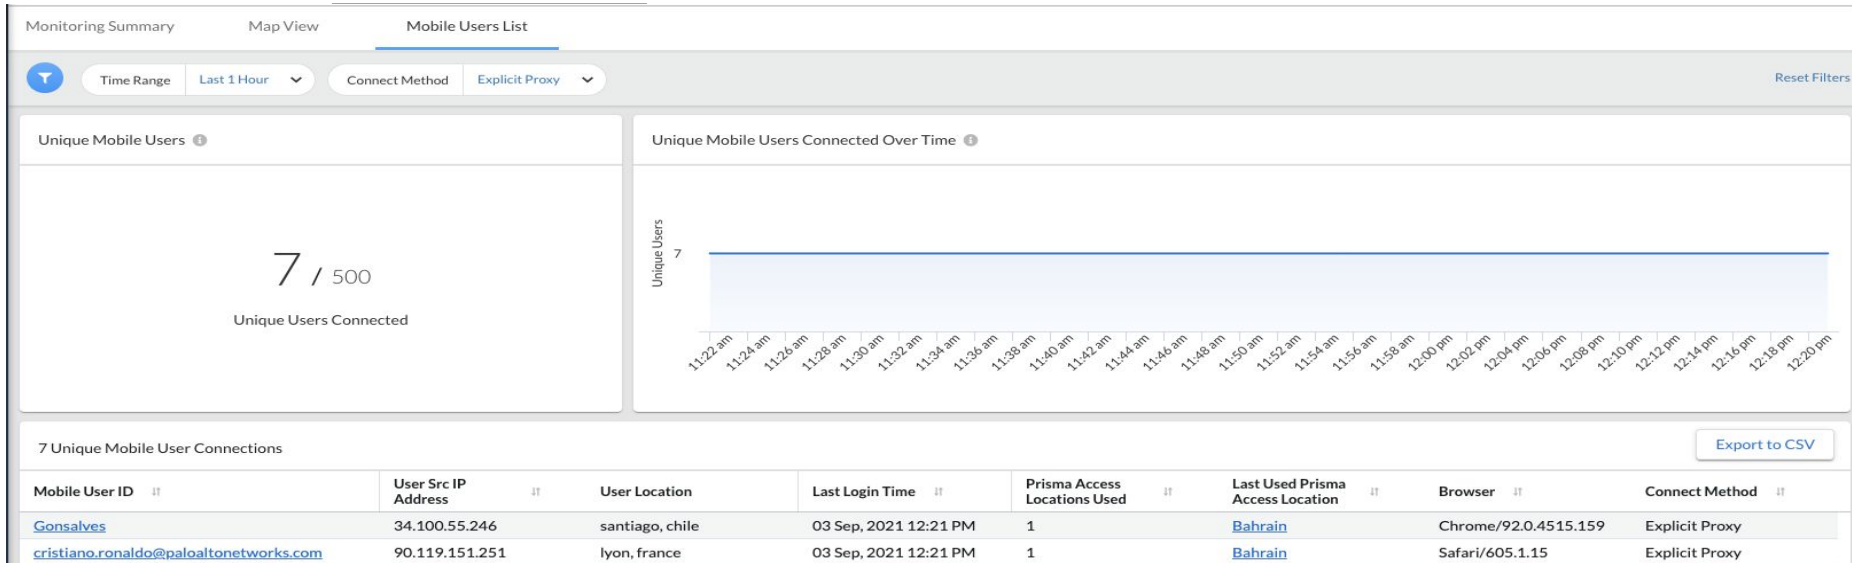 Monitoring Summary Map View Mobile Users List
Time Range Last 1 Hour Connect Method Explicit Proxy Reset Filters
Unique Mobile Users
7 / 500
Unique Users Connected
Unique Mobile Users Connected Over Time
Unique Users
7
11:22 am 11:24 am 11:26 am 11:28 am 11:30 am 11:32 am 11:34 am 11:36 am 11:38 am 11:40 am 11:42 am 11:44 am 11:46 am 11:48 am 11:50 am 11:52 am 11:54 am 11:56 am 11:58 am 12:00 pm 12:02 pm 12:04 pm 12:06 pm 12:08 pm 12:10 pm 12:12 pm 12:14 pm 12:16 pm 12:18 pm 12:20 pm
7 Unique Mobile User Connections Export to CSV
Mobile User ID User Src IP Address User Location Last Login Time Prisma Access Locations Used Last Used Prisma Access Location Browser Connect Method
Gonsalves 34.100.55.246 santiago, chile 03 Sep, 2021 12:21 PM 1 Bahrain Chrome/92.0.4515.159 Explicit Proxy
cristiano.ronaldo@paloaltonetworks.com 90.119.151.251 lyon, france 03 Sep, 2021 12:21 PM 1 Bahrain Safari/605.1.15 Explicit Proxy